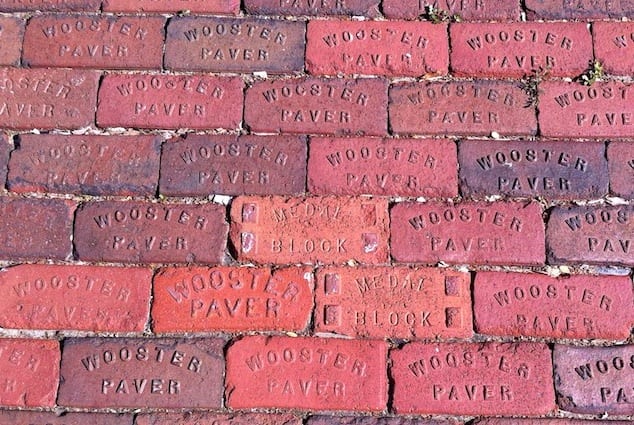 WOOSTER WOOSTER WOOSTER WOOSTER
PAVER PAVER PAVER PAVER
WOOSTER WOOSTER WOOSTER WOOSTER WOOSTER
PAVER PAVER PAVER PAVER PAVER
WOOSTER WOOSTER WOOSTER WOOSTER
PAVER PAVER PAVER PAVER
WOOSTER MEDAL WOOSTER
PAVER BLOCK PAVER
WOOSTER WOOSTER MEDAL WOOSTER
PAVER PAVER BLOCK PAVER
WOOSTER WOOSTER WOOSTER
PAVER PAVER PAVER PAVER